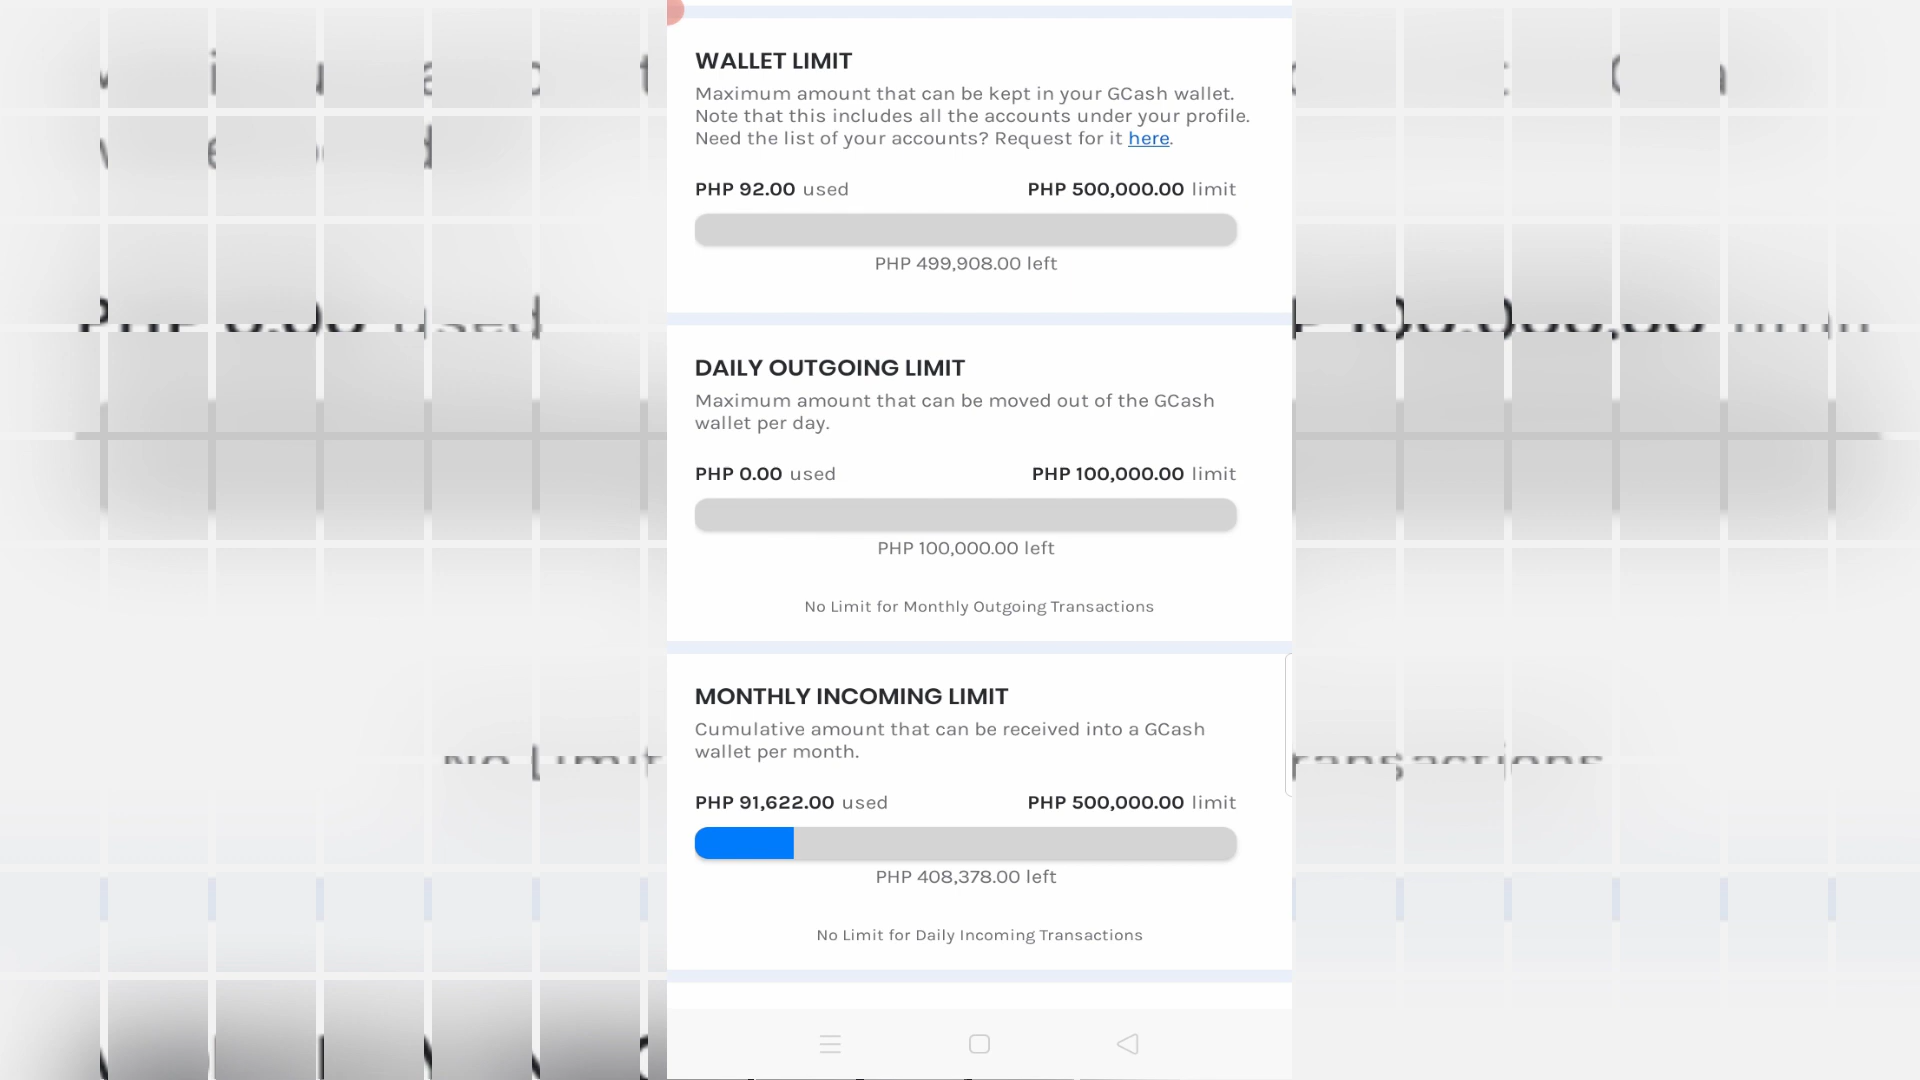 WALLET LIMIT
Maximum amount that can be kept in your GCash wallet.
Note that this includes all the accounts under your profile.
Need the list of your accounts? Request for it here.
PHP 92.00 used PHP 500,000.00 limit
PHP 499,908.00 left
DAILY OUTGOING LIMIT
Maximum amount that can be moved out of the GCash
wallet per day.
PHP 0.00 used PHP 100,000.00 limit
PHP 100,000.00 left
No Limit for Monthly Outgoing Transactions
MONTHLY INCOMING LIMIT
Cumulative amount that can be received into a GCash
wallet per month.
PHP 91,622.00 used PHP 500,000.00 limit
PHP 408,378.00 left
No Limit for Daily Incoming Transactions